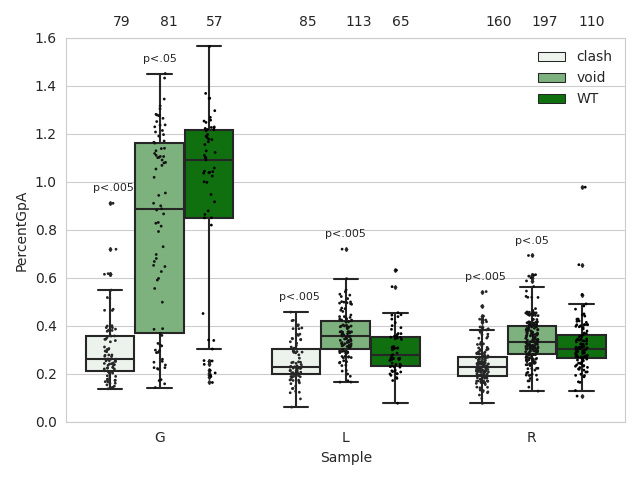 79 81 57 85 113 65 160 197 110
1.6
1.4
1.2
1.0
0.8
0.6
0.4
0.2
0.0
PercentGpA
p<.005
p<.05
p<.005
p<.005
p<.005
p<.05
clash
void
WT
G L R
Sample